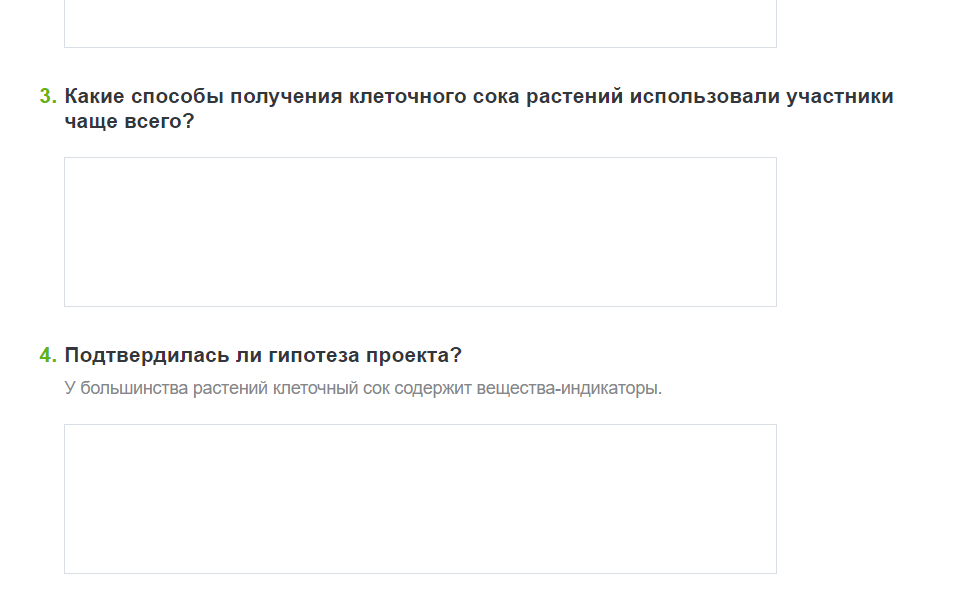 3. Какие способы получения клеточного сока растений использовали участники
чаще всего?
4. Подтвердилась ли гипотеза проекта?
У большинства растений клеточный сок содержит вещества-индикаторы.